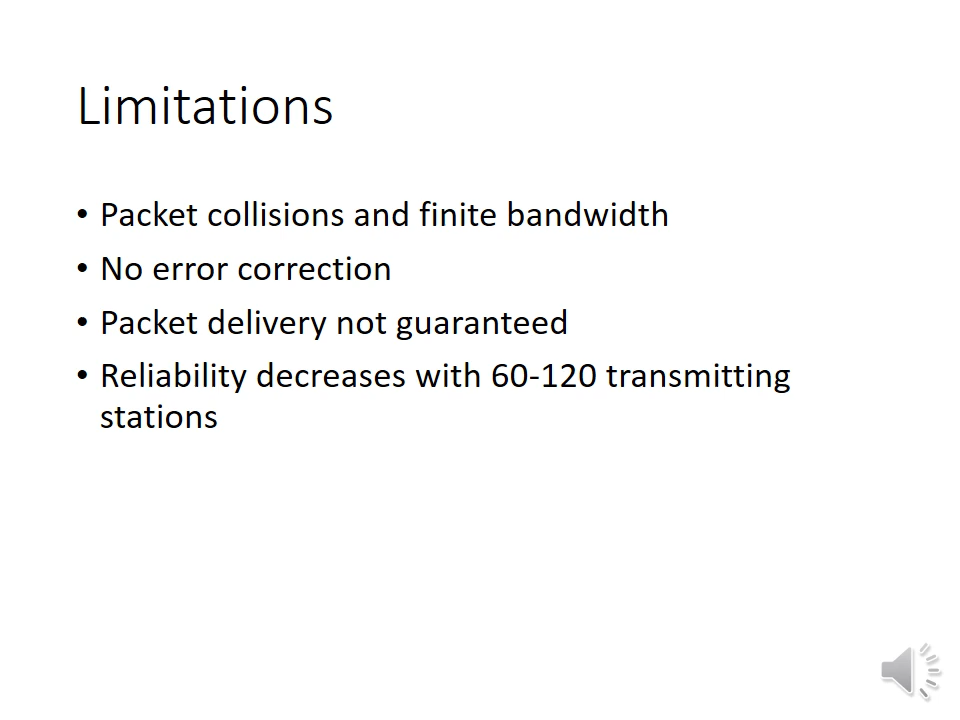 Limitations
• Packet collisions and finite bandwidth
• No error correction
• Packet delivery not guaranteed
• Reliability decreases with 60-120 transmitting
stations